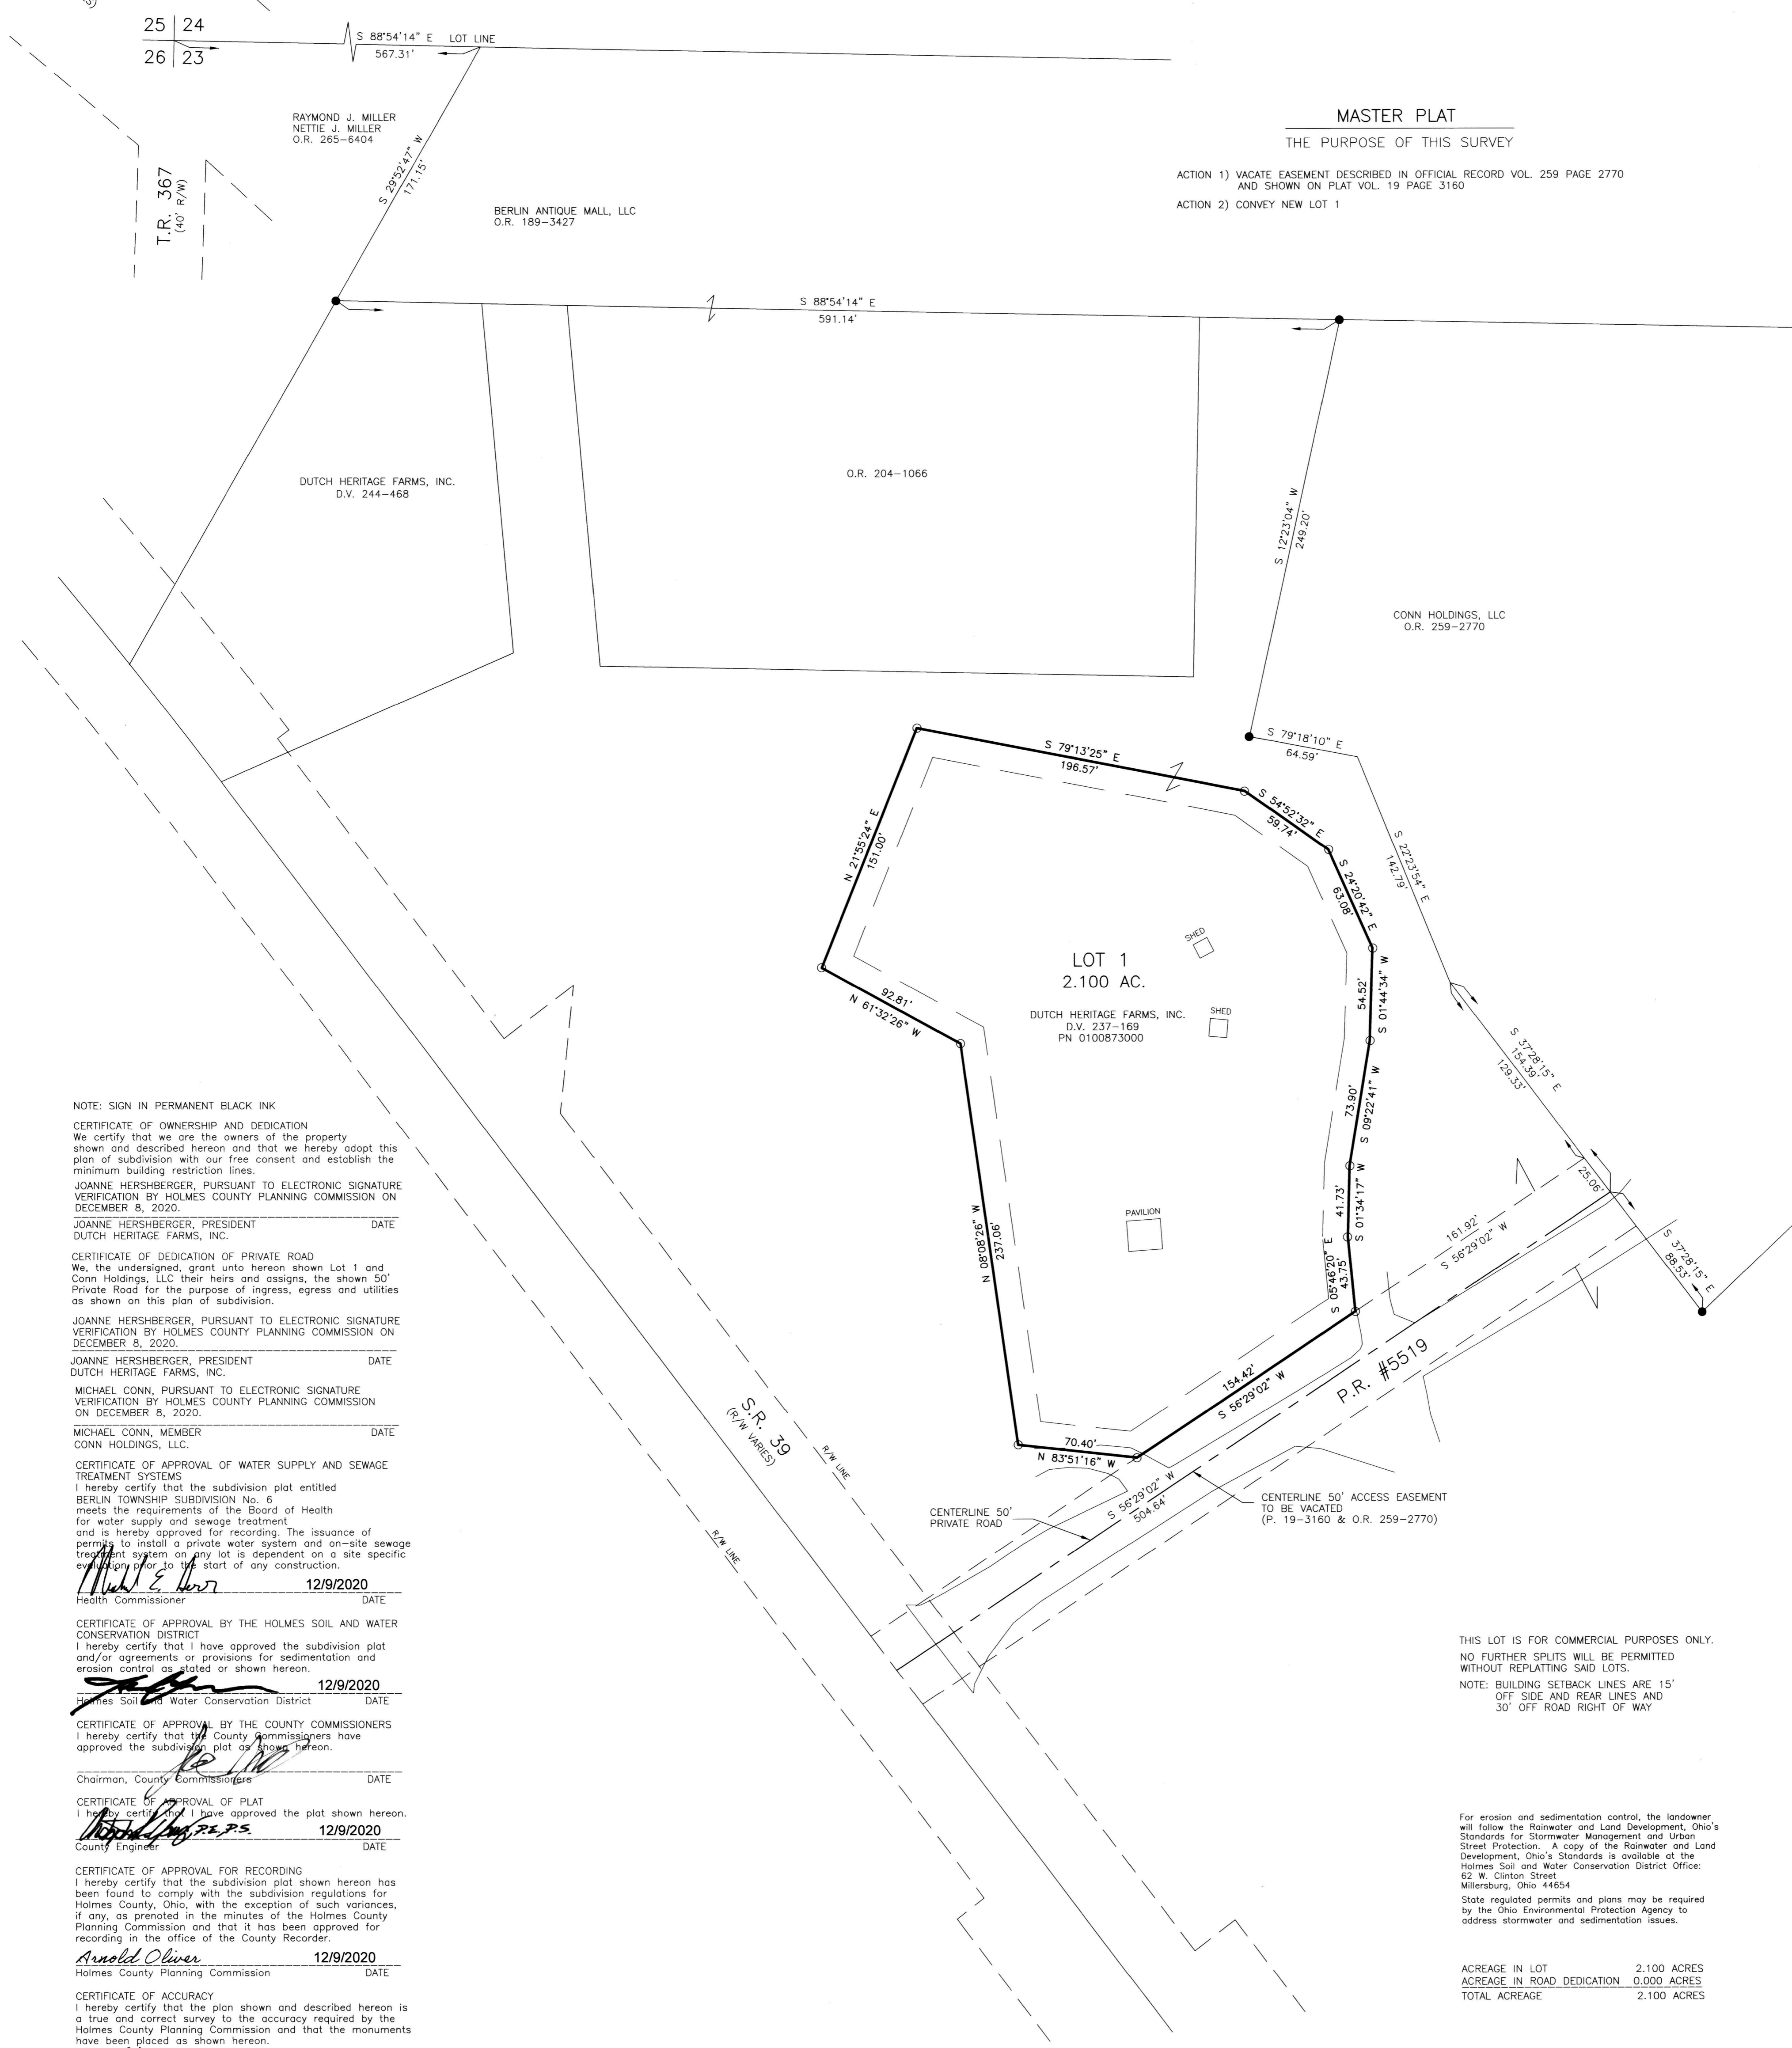 25 24
26 23
S 88°54'14" E LOT LINE
567.31'
RAYMOND J. MILLER
NETTIE J. MILLER
O.R. 265-6404
T.R. 367
(40' R/W)
S 29°52'47" W
171.15'
BERLIN ANTIQUE MALL, LLC
O.R. 189-3427
MASTER PLAT
THE PURPOSE OF THIS SURVEY
ACTION 1) VACATE EASEMENT DESCRIBED IN OFFICIAL RECORD VOL. 259 PAGE 2770
AND SHOWN ON PLAT VOL. 19 PAGE 3160
ACTION 2) CONVEY NEW LOT 1
S 88°54'14" E
591.14'
DUTCH HERITAGE FARMS, INC.
D.V. 244-468
O.R. 204-1066
S 12°23'04" W
249.20'
CONN HOLDINGS, LLC
O.R. 259-2770
S 79°18'10" E
64.59'
S 79°13'25" E
196.57'
S 54°52'32" E
59.74'
S 24°20'42" E
63.08'
S 22°23'54" E
142.79'
N 21°55'24" E
151.00'
SHED
LOT 1
2.100 AC.
DUTCH HERITAGE FARMS, INC.
D.V. 237-169
PN 0100873000
SHED
54.52'
S 01°44'34" W
92.81'
N 61°32'26" W
S 37°28'15" E
154.39'
129.33'
73.90'
S 09°22'41" W
25.06'
41.73'
S 01°34'17" W
PAVILION
N 08°08'26" W
237.06'
S 05°46'20" E
43.75'
161.92'
S 56°29'02" W
S 37°28'15" E
88.53'
154.42'
S 56°29'02" W
P.R. #5519
70.40'
N 83°51'16" W
S.R. 39
(R/W VARIES)
R/W LINE
R/W LINE
S 56°29'02" W
504.64'
CENTERLINE 50'
PRIVATE ROAD
CENTERLINE 50' ACCESS EASEMENT
TO BE VACATED
(P. 19-3160 & O.R. 259-2770)
NOTE: SIGN IN PERMANENT BLACK INK
CERTIFICATE OF OWNERSHIP AND DEDICATION
We certify that we are the owners of the property
shown and described hereon and that we hereby adopt this
plan of subdivision with our free consent and establish the
minimum building restriction lines.
JOANNE HERSHBERGER, PURSUANT TO ELECTRONIC SIGNATURE
VERIFICATION BY HOLMES COUNTY PLANNING COMMISSION ON
DECEMBER 8, 2020.
JOANNE HERSHBERGER, PRESIDENT DATE
DUTCH HERITAGE FARMS, INC.
CERTIFICATE OF DEDICATION OF PRIVATE ROAD
We, the undersigned, grant unto hereon shown Lot 1 and
Conn Holdings, LLC their heirs and assigns, the shown 50'
Private Road for the purpose of ingress, egress and utilities
as shown on this plan of subdivision.
JOANNE HERSHBERGER, PURSUANT TO ELECTRONIC SIGNATURE
VERIFICATION BY HOLMES COUNTY PLANNING COMMISSION ON
DECEMBER 8, 2020.
JOANNE HERSHBERGER, PRESIDENT DATE
DUTCH HERITAGE FARMS, INC.
MICHAEL CONN, PURSUANT TO ELECTRONIC SIGNATURE
VERIFICATION BY HOLMES COUNTY PLANNING COMMISSION
ON DECEMBER 8, 2020.
MICHAEL CONN, MEMBER DATE
CONN HOLDINGS, LLC.
CERTIFICATE OF APPROVAL OF WATER SUPPLY AND SEWAGE
TREATMENT SYSTEMS
I hereby certify that the subdivision plat entitled
BERLIN TOWNSHIP SUBDIVISION No. 6
meets the requirements of the Board of Health
for water supply and sewage treatment
and is hereby approved for recording. The issuance of
permits to install a private water system and on-site sewage
treatment system on any lot is dependent on a site specific
evaluation prior to the start of any construction.
12/9/2020
Health Commissioner DATE
CERTIFICATE OF APPROVAL BY THE HOLMES SOIL AND WATER
CONSERVATION DISTRICT
I hereby certify that I have approved the subdivision plat
and/or agreements or provisions for sedimentation and
erosion control as stated or shown hereon.
12/9/2020
Holmes Soil and Water Conservation District DATE
CERTIFICATE OF APPROVAL BY THE COUNTY COMMISSIONERS
I hereby certify that the County Commissioners have
approved the subdivision plat as shown hereon.
Chairman, County Commissioners DATE
CERTIFICATE OF APPROVAL OF PLAT
I hereby certify that I have approved the plat shown hereon.
P.E., P.S. 12/9/2020
County Engineer DATE
CERTIFICATE OF APPROVAL FOR RECORDING
I hereby certify that the subdivision plat shown hereon has
been found to comply with the subdivision regulations for
Holmes County, Ohio, with the exception of such variances,
if any, as prenoted in the minutes of the Holmes County
Planning Commission and that it has been approved for
recording in the office of the County Recorder.
Arnold Oliver 12/9/2020
Holmes County Planning Commission DATE
CERTIFICATE OF ACCURACY
I hereby certify that the plan shown and described hereon is
a true and correct survey to the accuracy required by the
Holmes County Planning Commission and that the monuments
have been placed as shown hereon.
THIS LOT IS FOR COMMERCIAL PURPOSES ONLY.
NO FURTHER SPLITS WILL BE PERMITTED
WITHOUT REPLATTING SAID LOTS.
NOTE: BUILDING SETBACK LINES ARE 15'
OFF SIDE AND REAR LINES AND
30' OFF ROAD RIGHT OF WAY
For erosion and sedimentation control, the landowner
will follow the Rainwater and Land Development, Ohio's
Standards for Stormwater Management and Urban
Street Protection. A copy of the Rainwater and Land
Development, Ohio's Standards is available at the
Holmes Soil and Water Conservation District Office:
62 W. Clinton Street
Millersburg, Ohio 44654
State regulated permits and plans may be required
by the Ohio Environmental Protection Agency to
address stormwater and sedimentation issues.
ACREAGE IN LOT 2.100 ACRES
ACREAGE IN ROAD DEDICATION 0.000 ACRES
TOTAL ACREAGE 2.100 ACRES